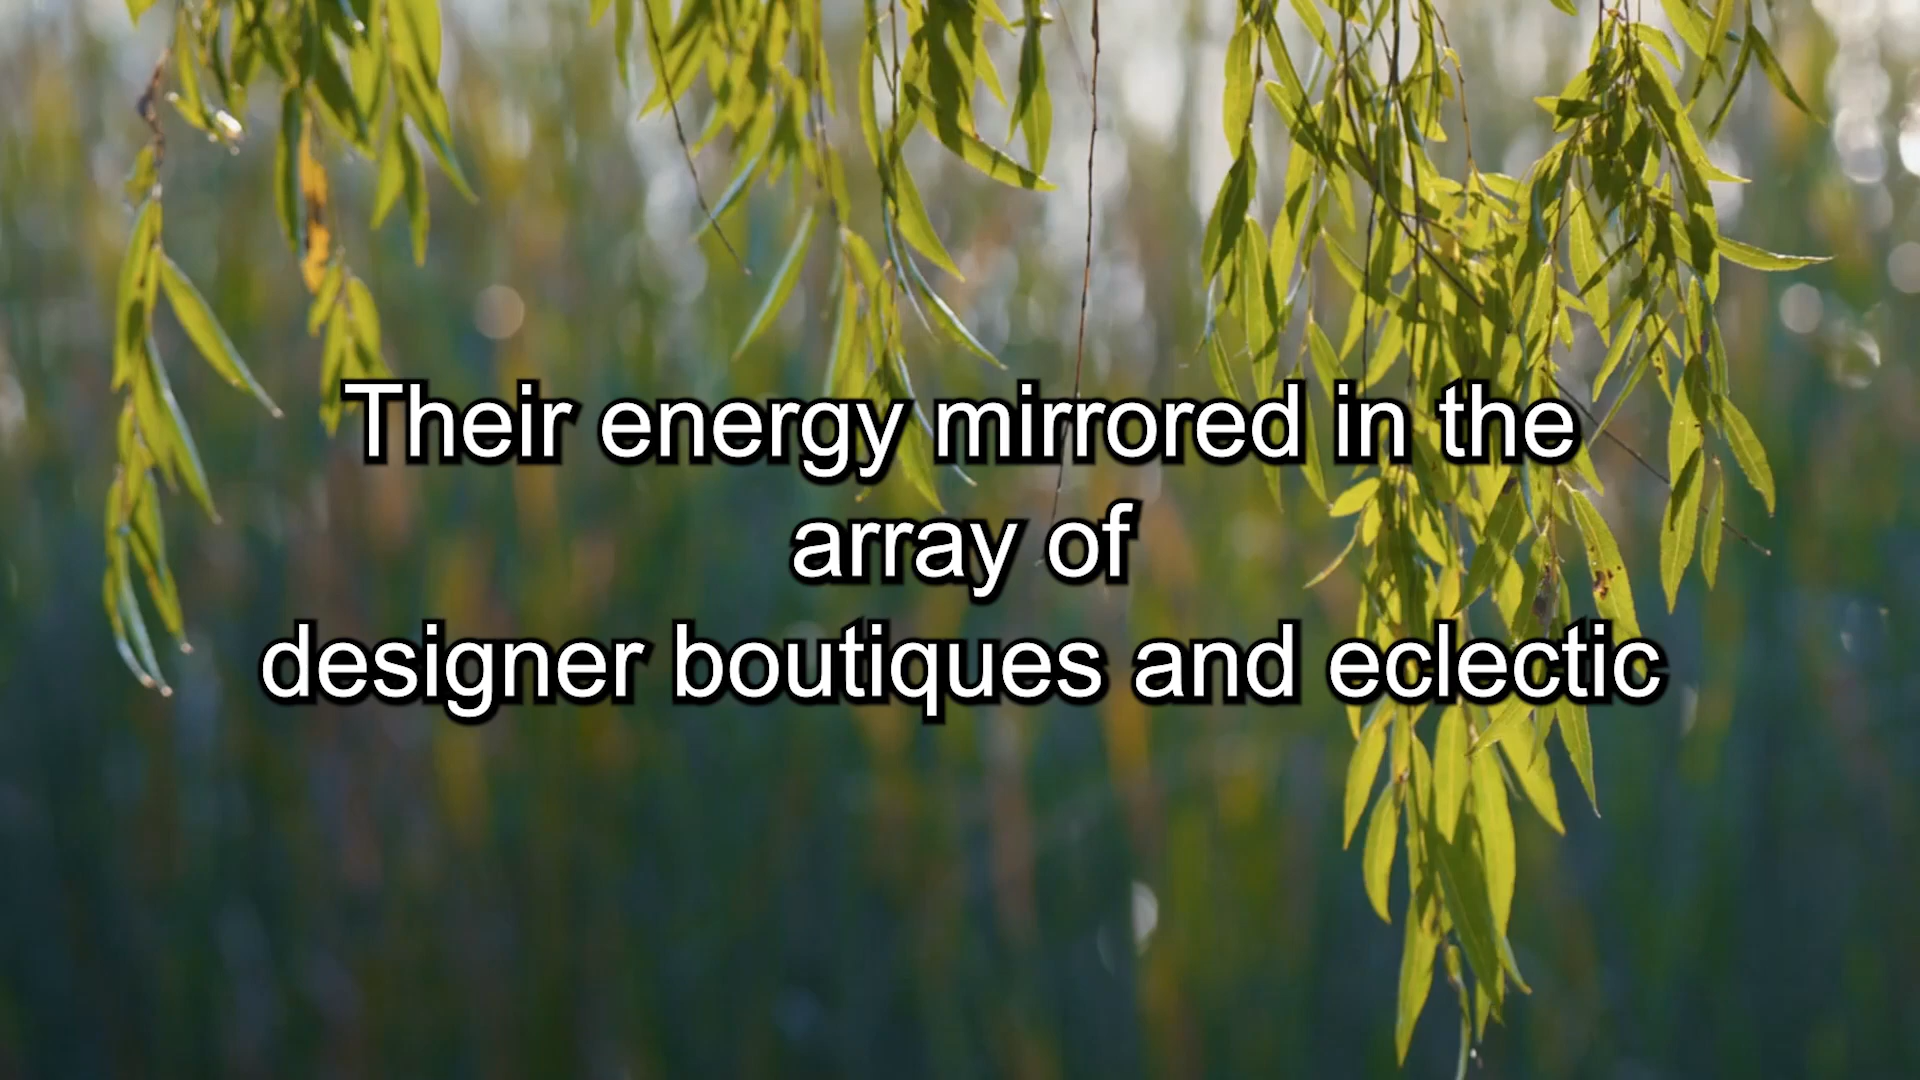 Their energy mirrored in the
array of
designer boutiques and eclectic